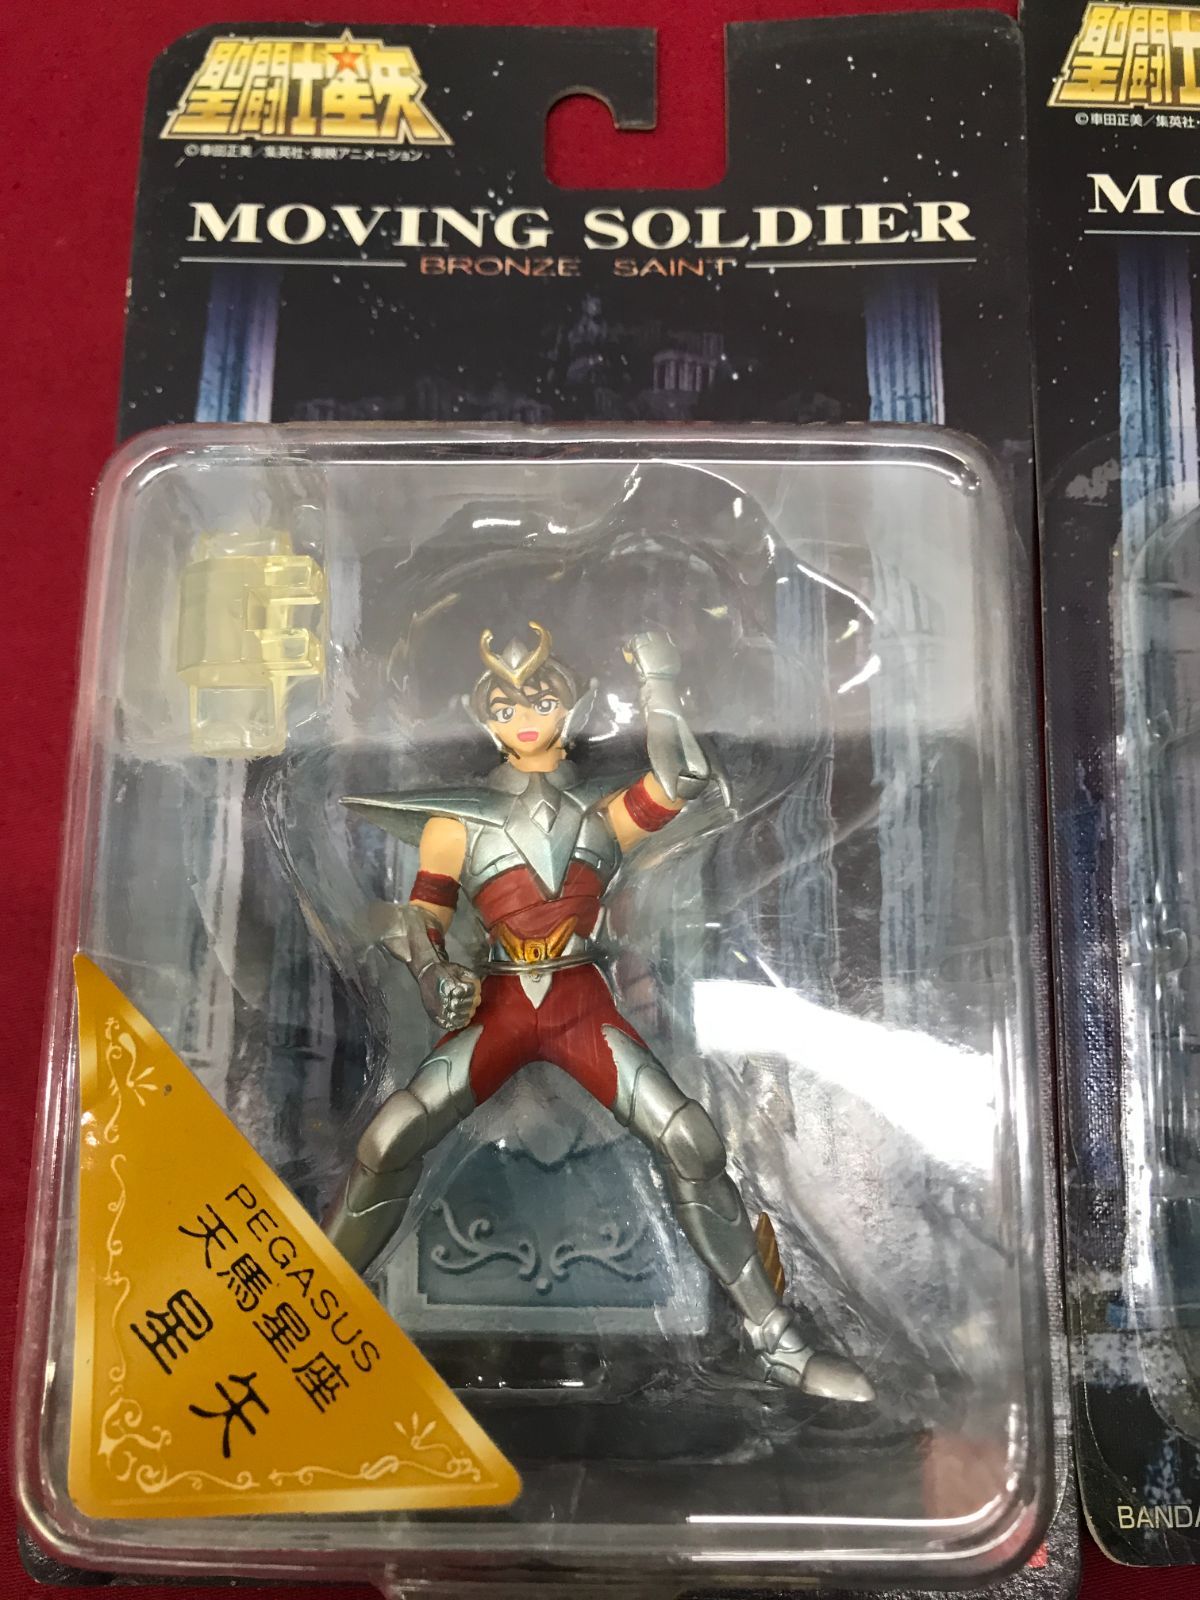 聖闘士星矢
©車田正美／集英社・東映アニメーション
MOVING SOLDIER
BRONZE SAINT
PEGASUS
天馬星座
星矢
聖闘士
©車田正美／集英社・
MO
BANDA